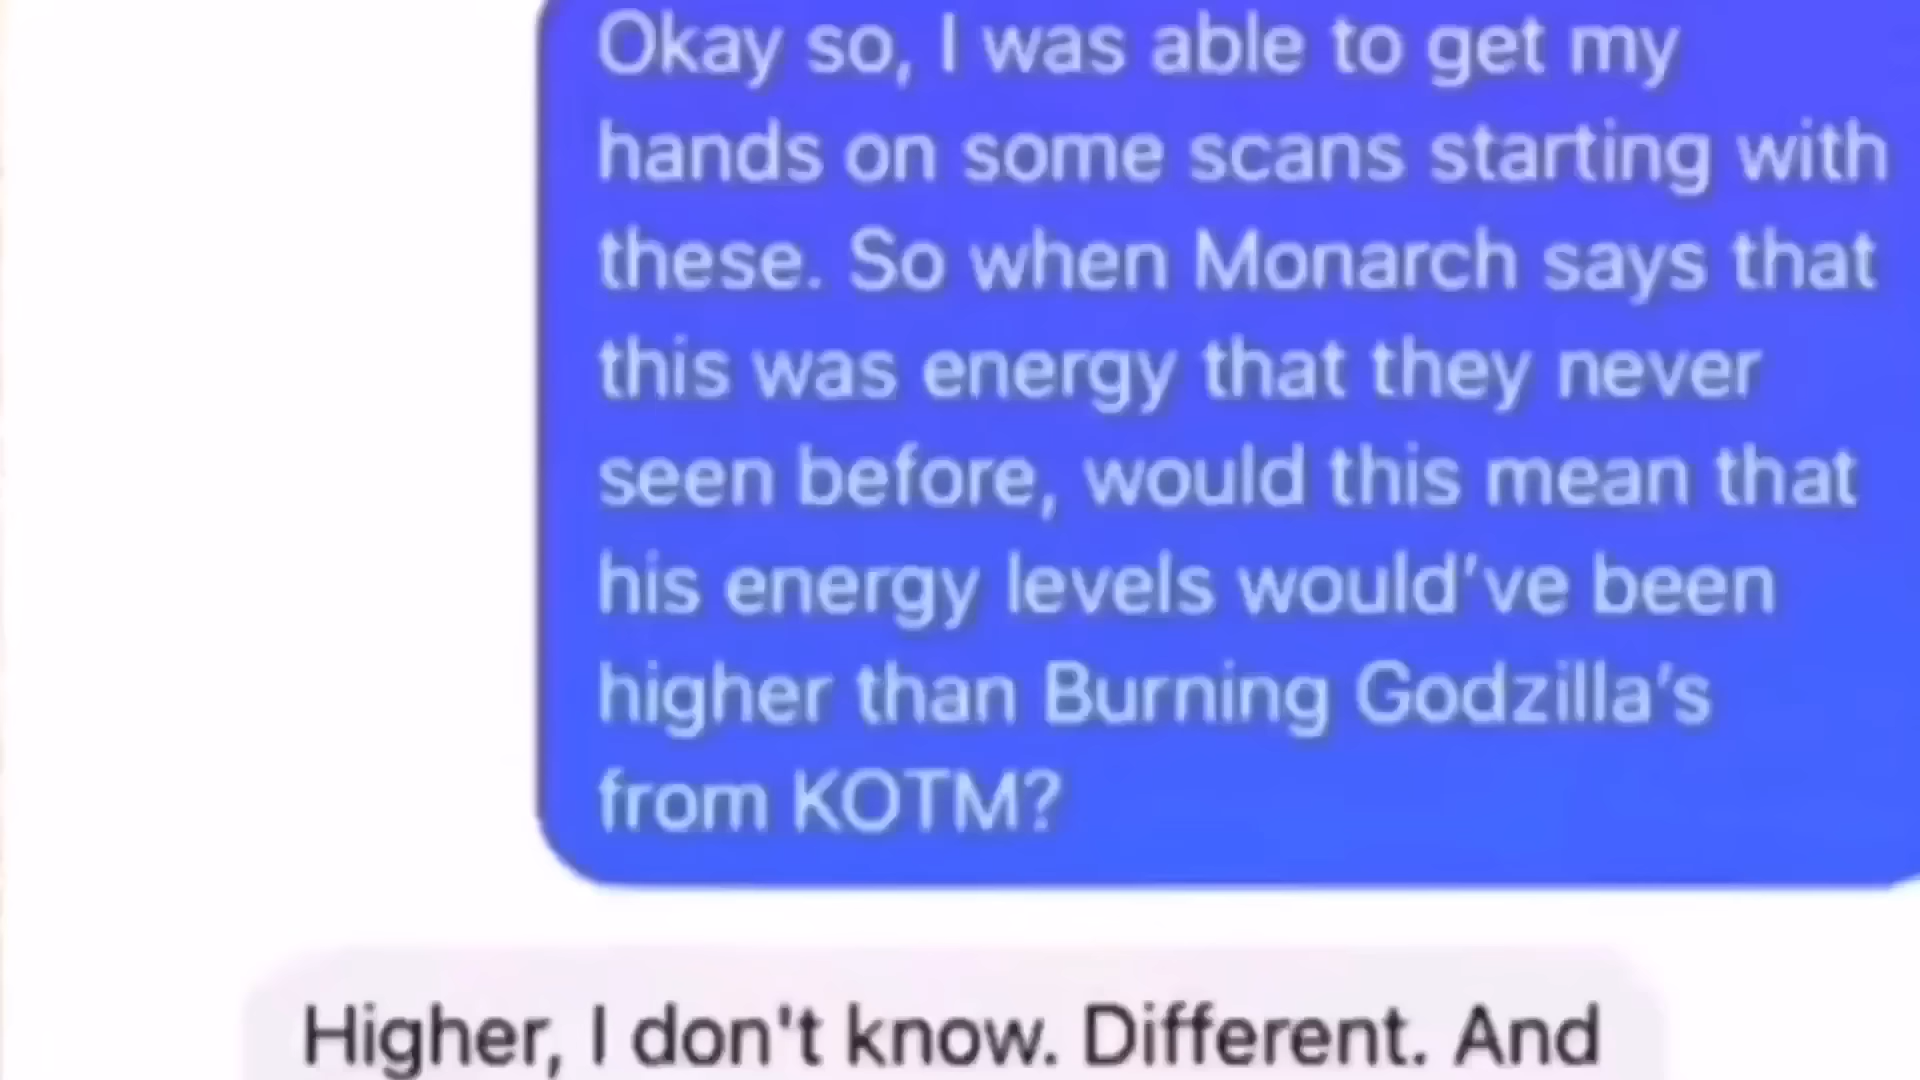 Okay so, I was able to get my
hands on some scans starting with
these. So when Monarch says that
this was energy that they never
seen before, would this mean that
his energy levels would've been
higher than Burning Godzilla's
from KOTM?
Higher, I don't know. Different. And